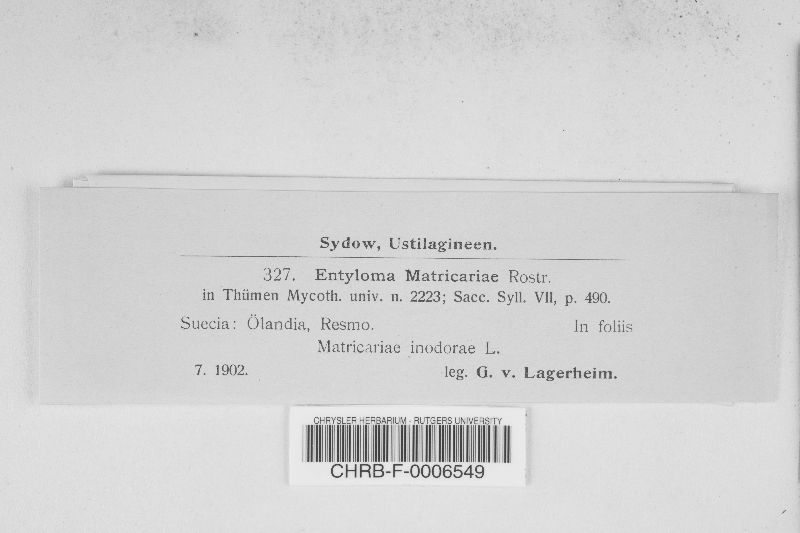 Sydow, Ustilagineen.
327. Entyloma Matricariae Rostr.
in Thümen Mycoth. univ. n. 2223; Sacc. Syll. VII, p. 490.
Suecia: Ölandia, Resmo. In foliis
Matricariae inodorae L.
7. 1902. leg. G. v. Lagerheim.
CHRYSLER HERBARIUM - RUTGERS UNIVERSITY
CHRB-F-0006549